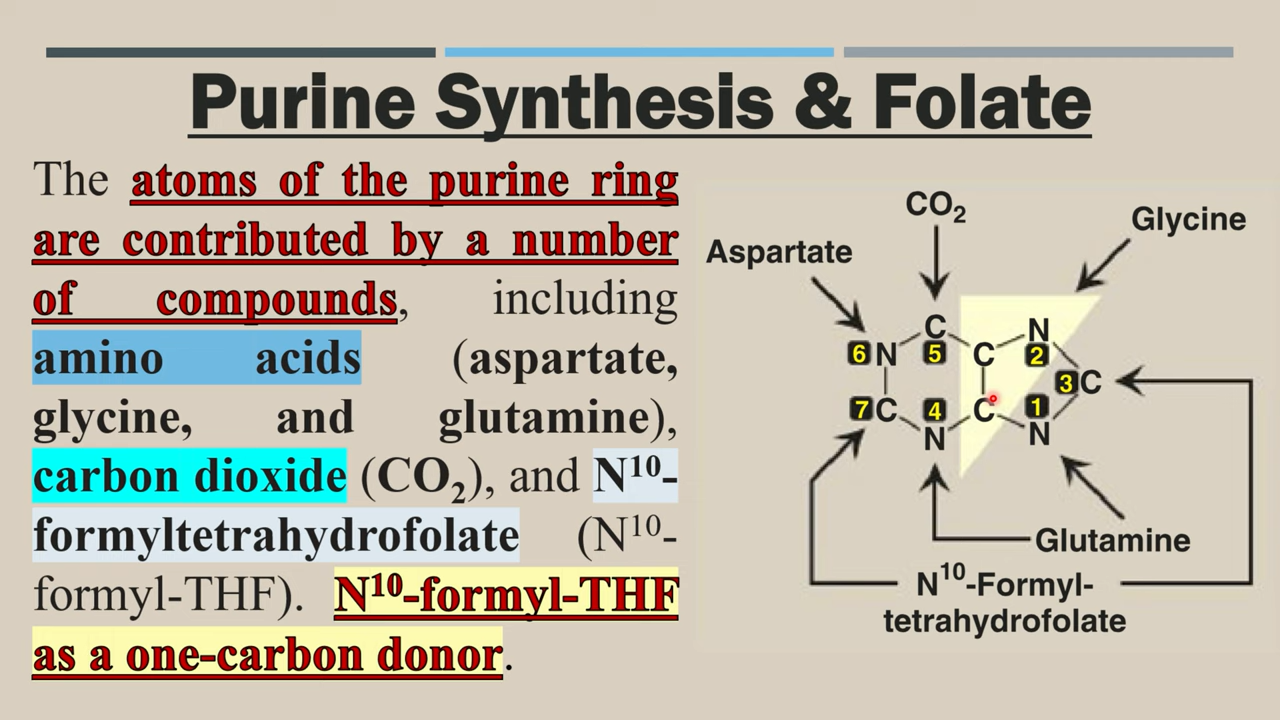 Purine Synthesis & Folate
The atoms of the purine ring
are contributed by a number
of compounds, including
amino acids (aspartate,
glycine, and glutamine),
carbon dioxide (CO₂), and N¹⁰-
formyltetrahydrofolate (N¹⁰-
formyl-THF). N¹⁰-formyl-THF
as a one-carbon donor.
CO₂
Glycine
Aspartate
C
N
6 N
5
C
2
3 C
7 C
4
C
1
N
N
Glutamine
N¹⁰-Formyl-
tetrahydrofolate